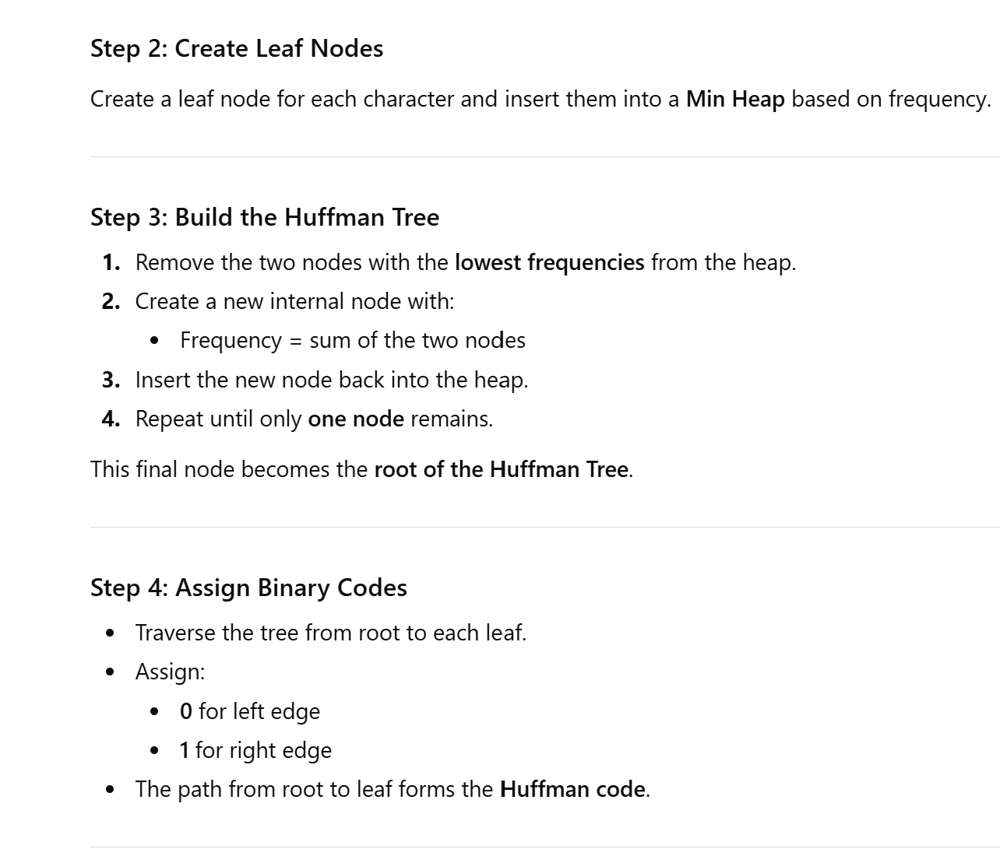 Step 2: Create Leaf Nodes
Create a leaf node for each character and insert them into a Min Heap based on frequency.
Step 3: Build the Huffman Tree
1. Remove the two nodes with the lowest frequencies from the heap.
2. Create a new internal node with:
• Frequency = sum of the two nodes
3. Insert the new node back into the heap.
4. Repeat until only one node remains.
This final node becomes the root of the Huffman Tree.
Step 4: Assign Binary Codes
• Traverse the tree from root to each leaf.
• Assign:
• 0 for left edge
• 1 for right edge
• The path from root to leaf forms the Huffman code.